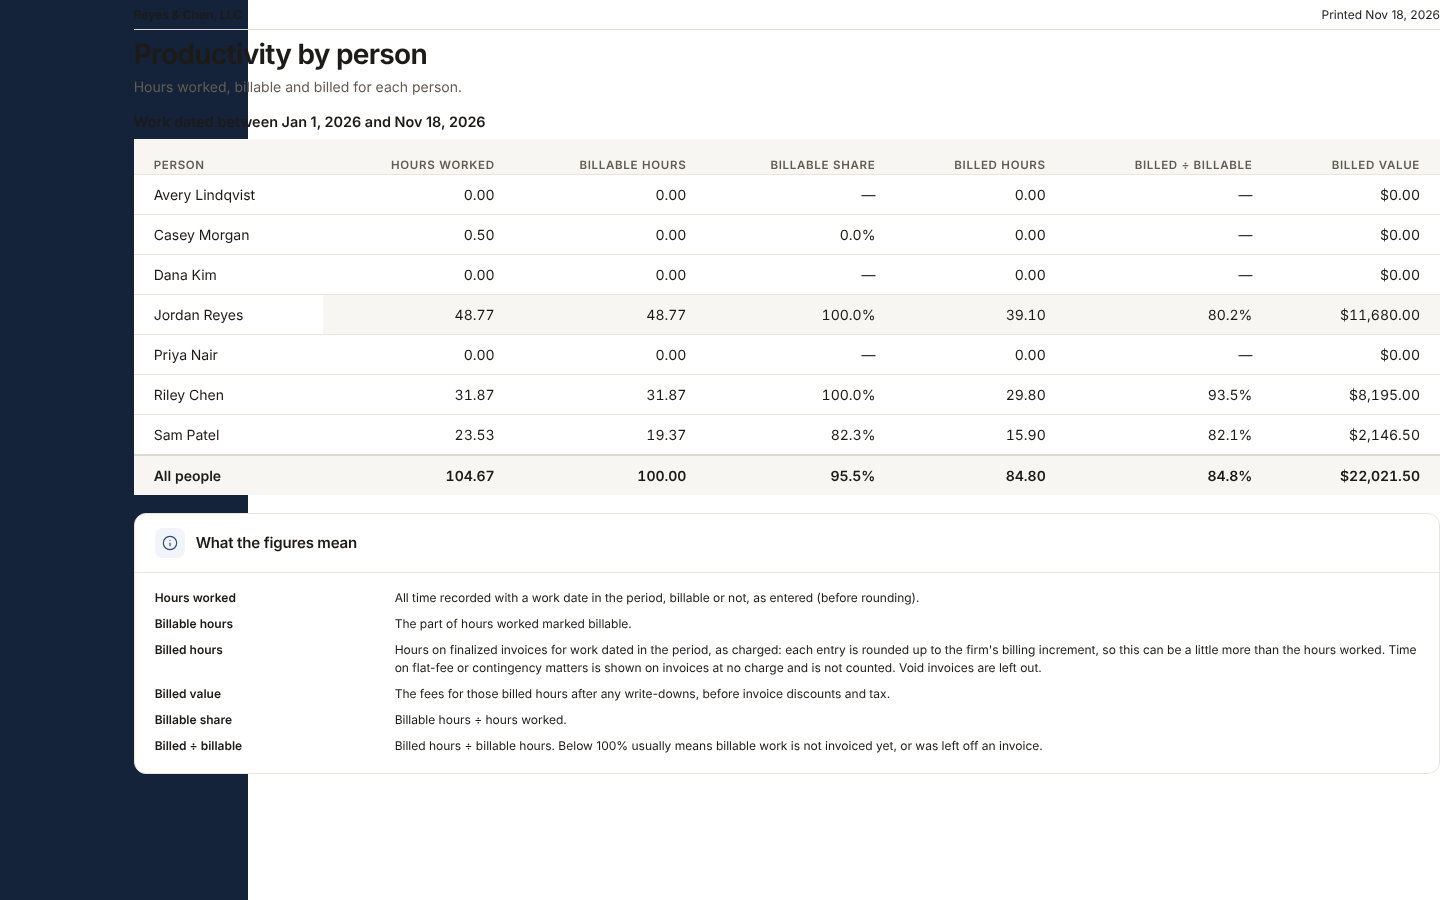 Reyes & Chen, LLC
Printed Nov 18, 2026
Productivity by person
Hours worked, billable and billed for each person.
Work dated between Jan 1, 2026 and Nov 18, 2026
PERSON HOURS WORKED BILLABLE HOURS BILLABLE SHARE BILLED HOURS BILLED ÷ BILLABLE BILLED VALUE
Avery Lindqvist 0.00 0.00 — 0.00 — $0.00
Casey Morgan 0.50 0.00 0.0% 0.00 — $0.00
Dana Kim 0.00 0.00 — 0.00 — $0.00
Jordan Reyes 48.77 48.77 100.0% 39.10 80.2% $11,680.00
Priya Nair 0.00 0.00 — 0.00 — $0.00
Riley Chen 31.87 31.87 100.0% 29.80 93.5% $8,195.00
Sam Patel 23.53 19.37 82.3% 15.90 82.1% $2,146.50
All people 104.67 100.00 95.5% 84.80 84.8% $22,021.50
What the figures mean
Hours worked All time recorded with a work date in the period, billable or not, as entered (before rounding).
Billable hours The part of hours worked marked billable.
Billed hours Hours on finalized invoices for work dated in the period, as charged: each entry is rounded up to the firm's billing increment, so this can be a little more than the hours worked. Time
on flat-fee or contingency matters is shown on invoices at no charge and is not counted. Void invoices are left out.
Billed value The fees for those billed hours after any write-downs, before invoice discounts and tax.
Billable share Billable hours ÷ hours worked.
Billed ÷ billable Billed hours ÷ billable hours. Below 100% usually means billable work is not invoiced yet, or was left off an invoice.